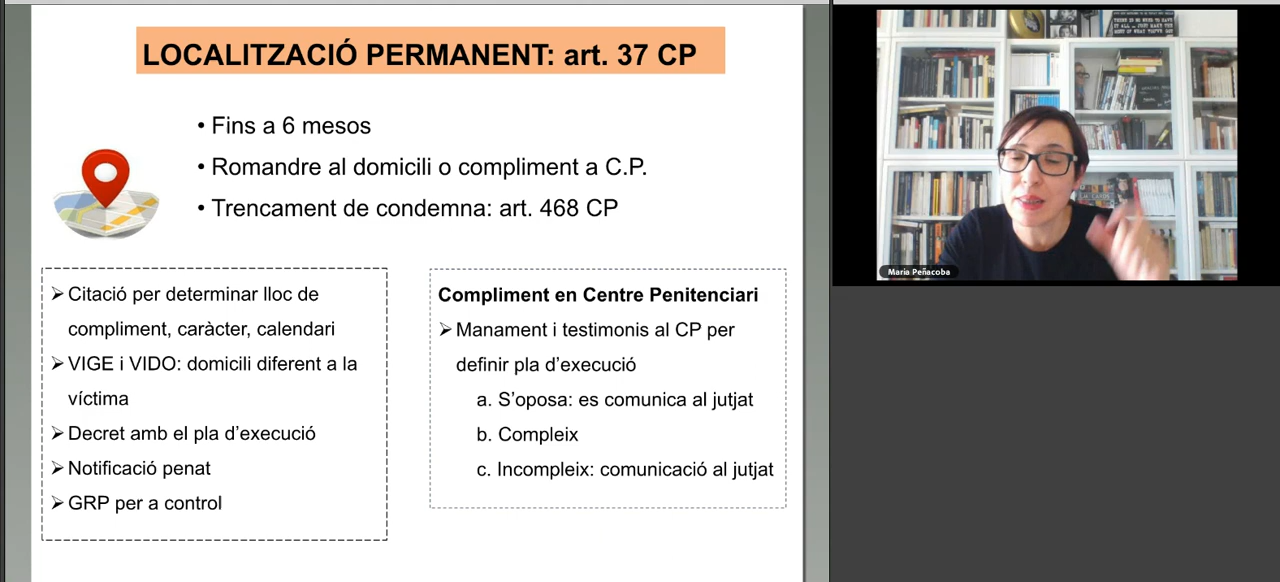 LOCALITZACIÓ PERMANENT: art. 37 CP
• Fins a 6 mesos
• Romandre al domicili o compliment a C.P.
• Trencament de condemna: art. 468 CP
➢ Citació per determinar lloc de
compliment, caràcter, calendari
➢ VIGE i VIDO: domicili diferent a la
víctima
➢ Decret amb el pla d’execució
➢ Notificació penat
➢ GRP per a control
Compliment en Centre Penitenciari
➢ Manament i testimonis al CP per
definir pla d’execució
a. S’oposa: es comunica al jutjat
b. Compleix
c. Incompleix: comunicació al jutjat
Maria Peñacoba